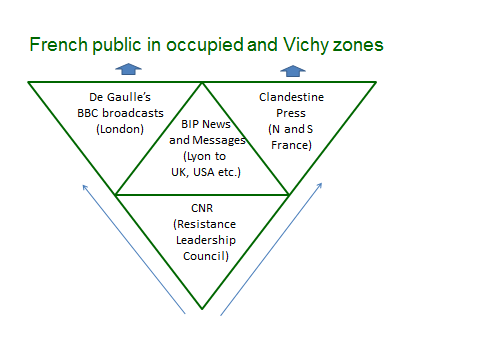 French public in occupied and Vichy zones
De Gaulle's
BBC broadcasts
(London)
Clandestine
Press
(N and S
France)
BIP News
and Messages
(Lyon to
UK, USA etc.)
CNR
(Resistance
Leadership
Council)